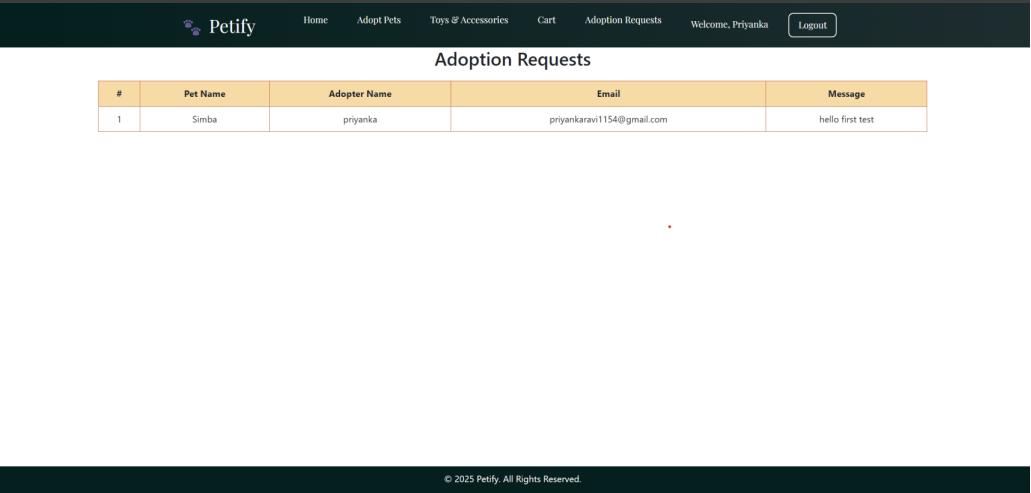 Petify Home Adopt Pets Toys & Accessories Cart Adoption Requests Welcome, Priyanka Logout
Adoption Requests
# Pet Name Adopter Name Email Message
1 Simba priyanka priyankaravi1154@gmail.com hello first test
© 2025 Petify. All Rights Reserved.